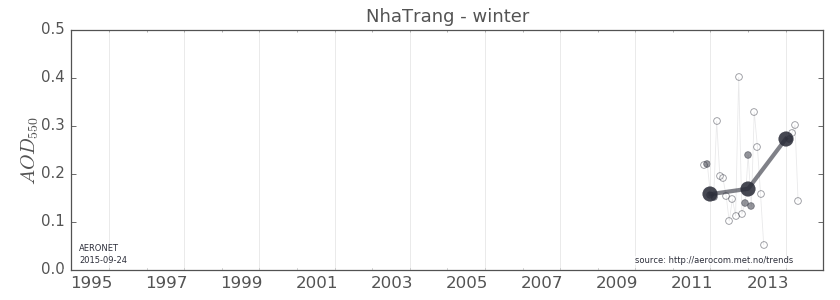 NhaTrang - winter
0.5
0.4
0.3
0.2
0.1
0.0
AOD550
AERONET
2015-09-24
source: http://aerocom.met.no/trends
1995 1997 1999 2001 2003 2005 2007 2009 2011 2013